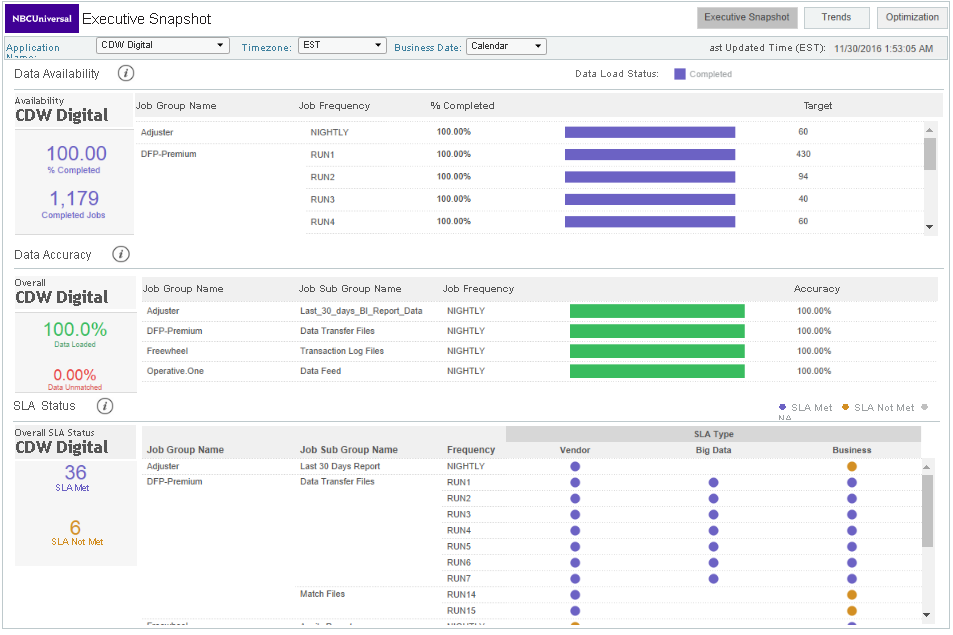 NBCUniversal Executive Snapshot Executive Snapshot Trends Optimization
Application CDW Digital Timezone: EST Business Date: Calendar ast Updated Time (EST): 11/30/2016 1:53:05 AM
Data Availability i Data Load Status: Completed
Availability
CDW Digital
100.00
% Completed
1,179
Completed Jobs
Job Group Name Job Frequency % Completed Target
Adjuster NIGHTLY 100.00% 60
DFP-Premium RUN1 100.00% 430
RUN2 100.00% 94
RUN3 100.00% 40
RUN4 100.00% 60
Data Accuracy i
Overall
CDW Digital
100.0%
Data Loaded
0.00%
Data Unmatched
Job Group Name Job Sub Group Name Job Frequency Accuracy
Adjuster Last_30_days_BI_Report_Data NIGHTLY 100.00%
DFP-Premium Data Transfer Files NIGHTLY 100.00%
Freewheel Transaction Log Files NIGHTLY 100.00%
Operative.One Data Feed NIGHTLY 100.00%
SLA Status i SLA Met SLA Not Met
NA
Overall SLA Status
CDW Digital
36
SLA Met
6
SLA Not Met
SLA Type
Job Group Name Job Sub Group Name Frequency Vendor Big Data Business
Adjuster Last 30 Days Report NIGHTLY
DFP-Premium Data Transfer Files RUN1
RUN2
RUN3
RUN4
RUN5
RUN6
RUN7
Match Files RUN14
RUN15